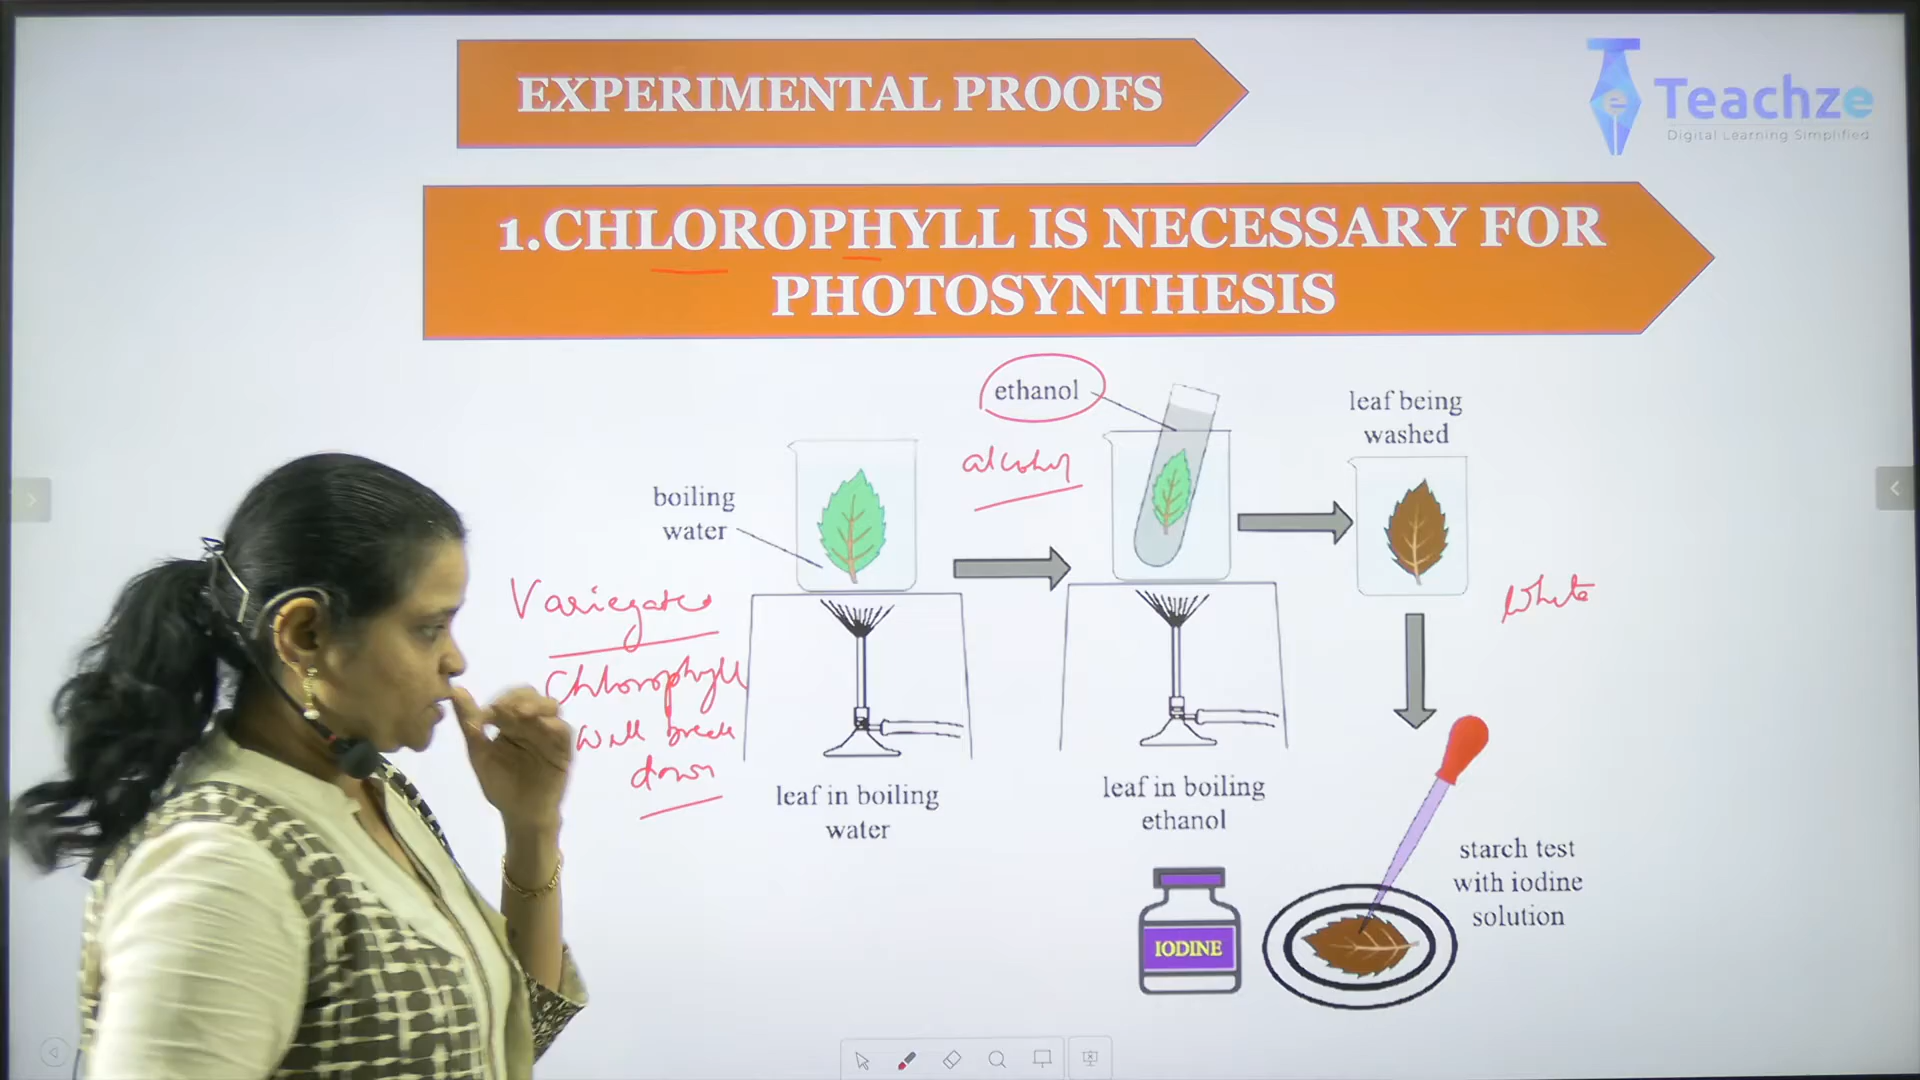 EXPERIMENTAL PROOFS
e Teachze
Digital Learning Simplified
1.CHLOROPHYLL IS NECESSARY FOR
PHOTOSYNTHESIS
ethanol
alcohol
leaf being
washed
boiling
water
Variegate
Chlorophyll
will break
down
White
leaf in boiling
water
leaf in boiling
ethanol
starch test
with iodine
solution
IODINE